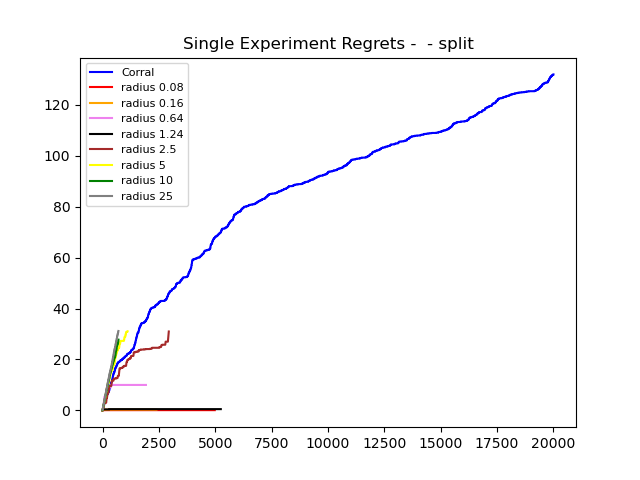 Single Experiment Regrets -  - split
Corral
radius 0.08
radius 0.16
radius 0.64
radius 1.24
radius 2.5
radius 5
radius 10
radius 25
120
100
80
60
40
20
0
0 2500 5000 7500 10000 12500 15000 17500 20000